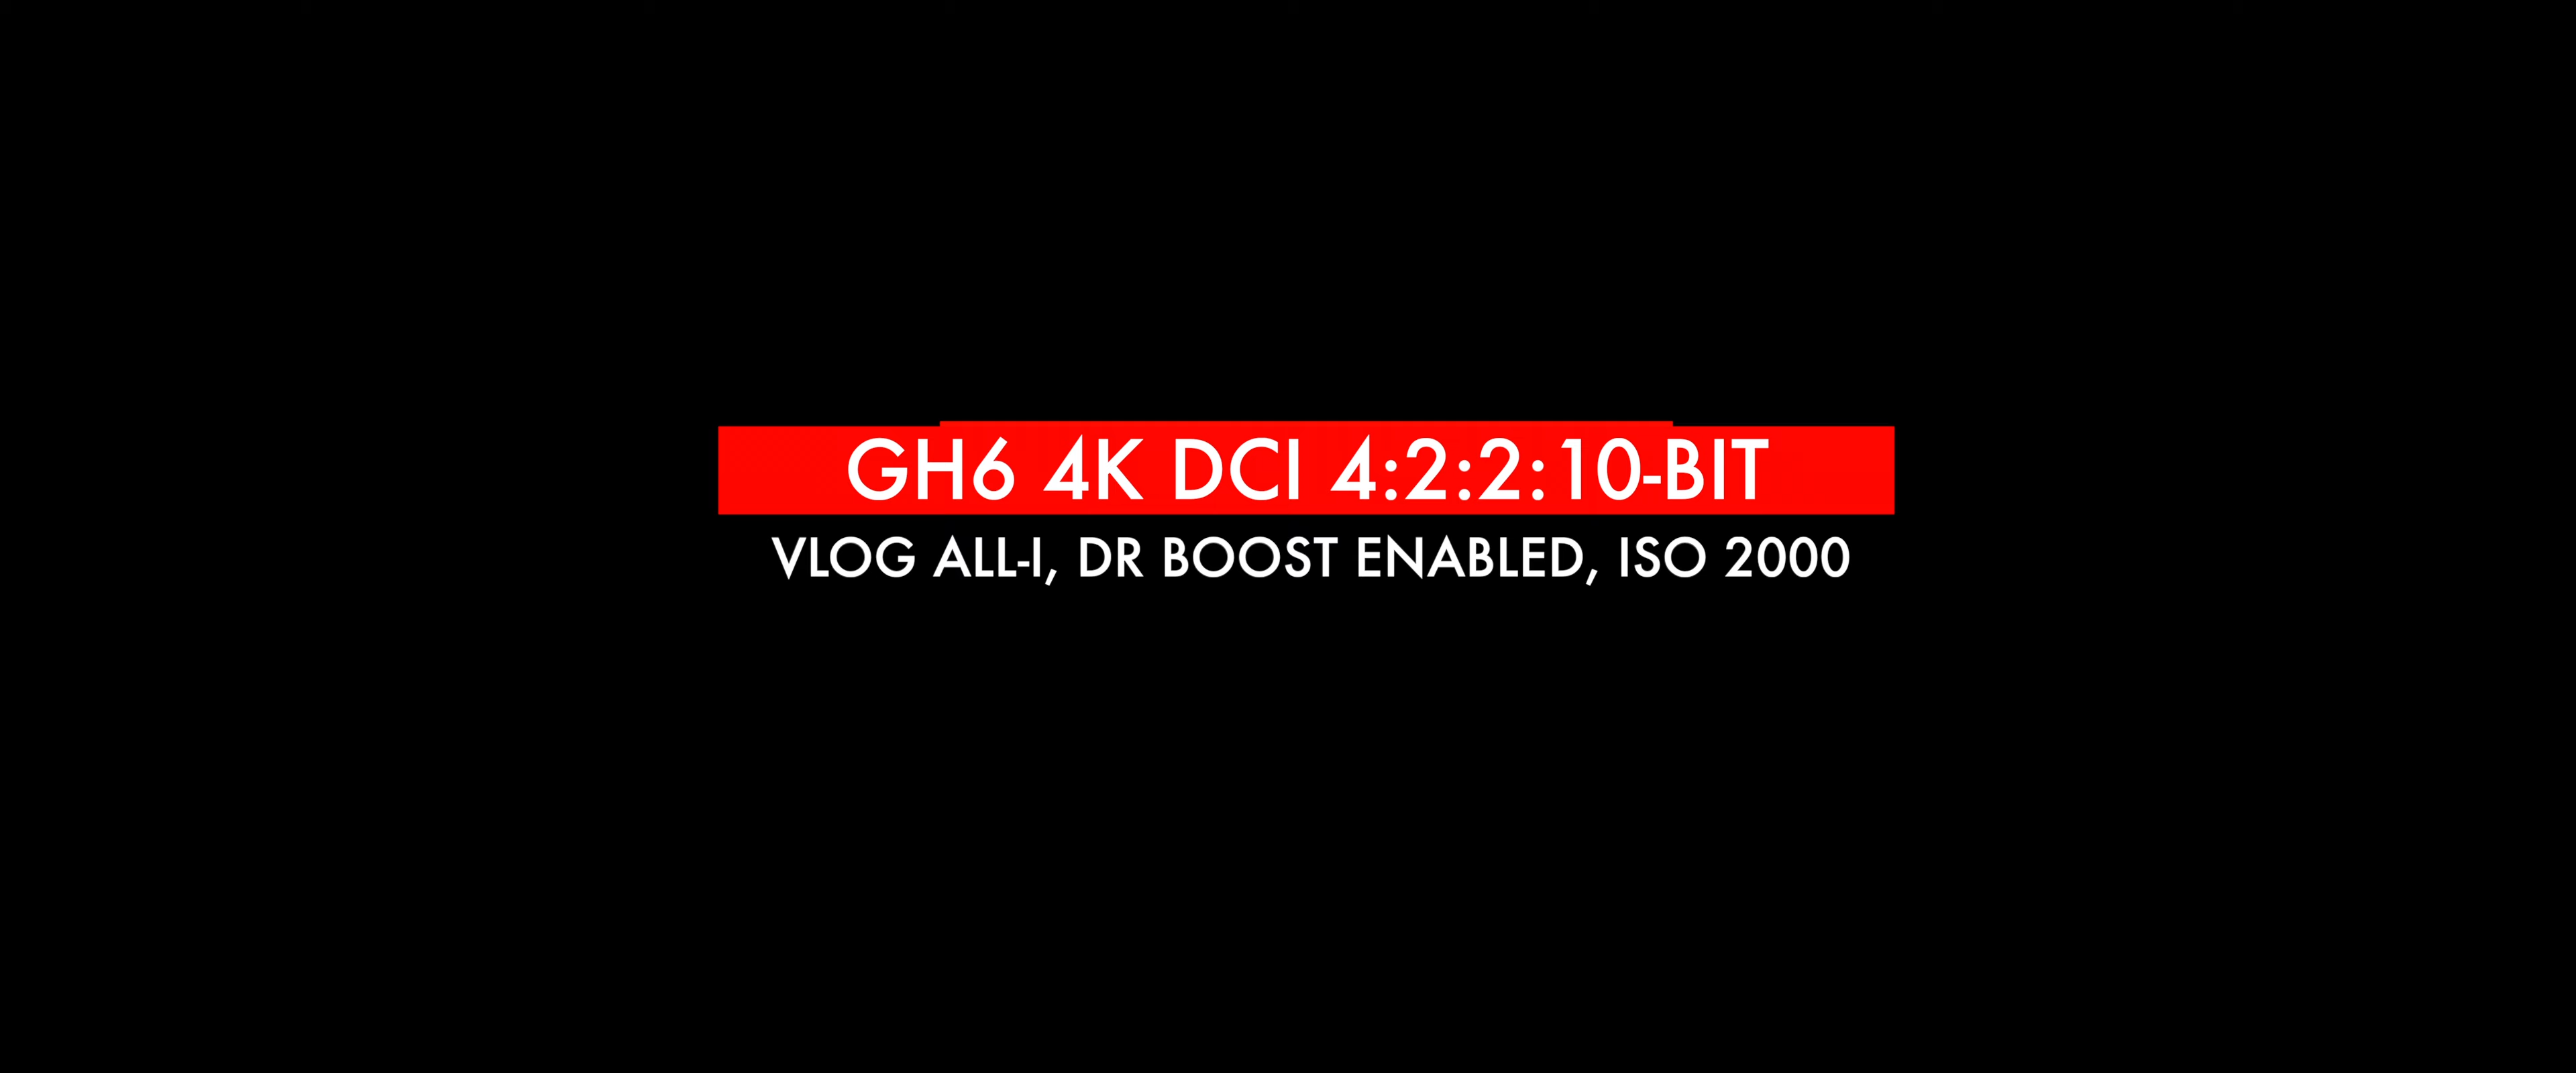 GH6 4K DCI 4:2:2:10-BIT
VLOG ALL-I, DR BOOST ENABLED, ISO 2000